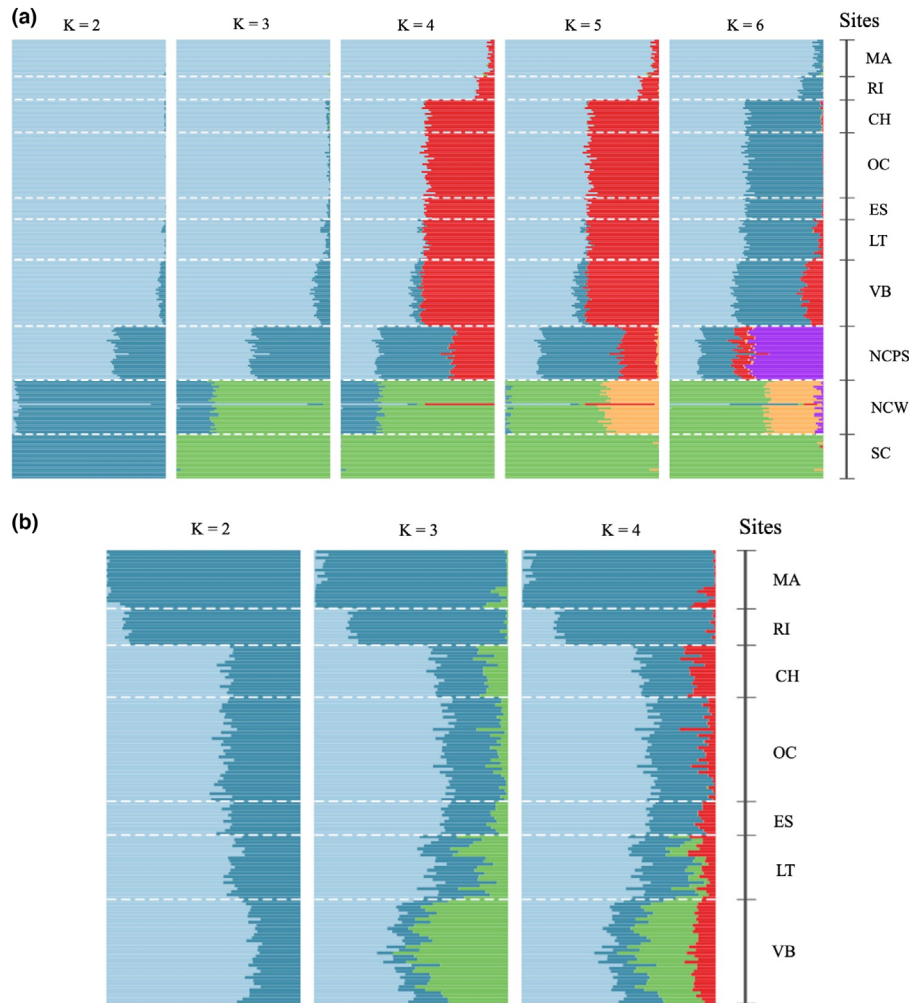 (a)
K = 2 K = 3 K = 4 K = 5 K = 6 Sites
MA
RI
CH
OC
ES
LT
VB
NCPS
NCW
SC
(b)
K = 2 K = 3 K = 4 Sites
MA
RI
CH
OC
ES
LT
VB